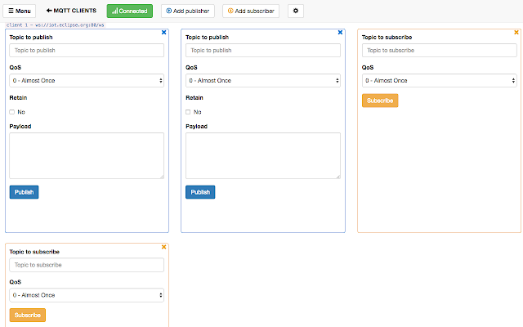 ☰ Menu ← MQTT CLIENTS Connected Add publisher Add subscriber
client 1 - ws://iot.eclipse.org:80/ws
Topic to publish
Topic to publish
QoS
0 - Almost Once
Retain
No
Payload
Publish
Topic to publish
Topic to publish
QoS
0 - Almost Once
Retain
No
Payload
Publish
Topic to subscribe
Topic to subscribe
QoS
0 - Almost Once
Subscribe
Topic to subscribe
Topic to subscribe
QoS
0 - Almost Once
Subscribe